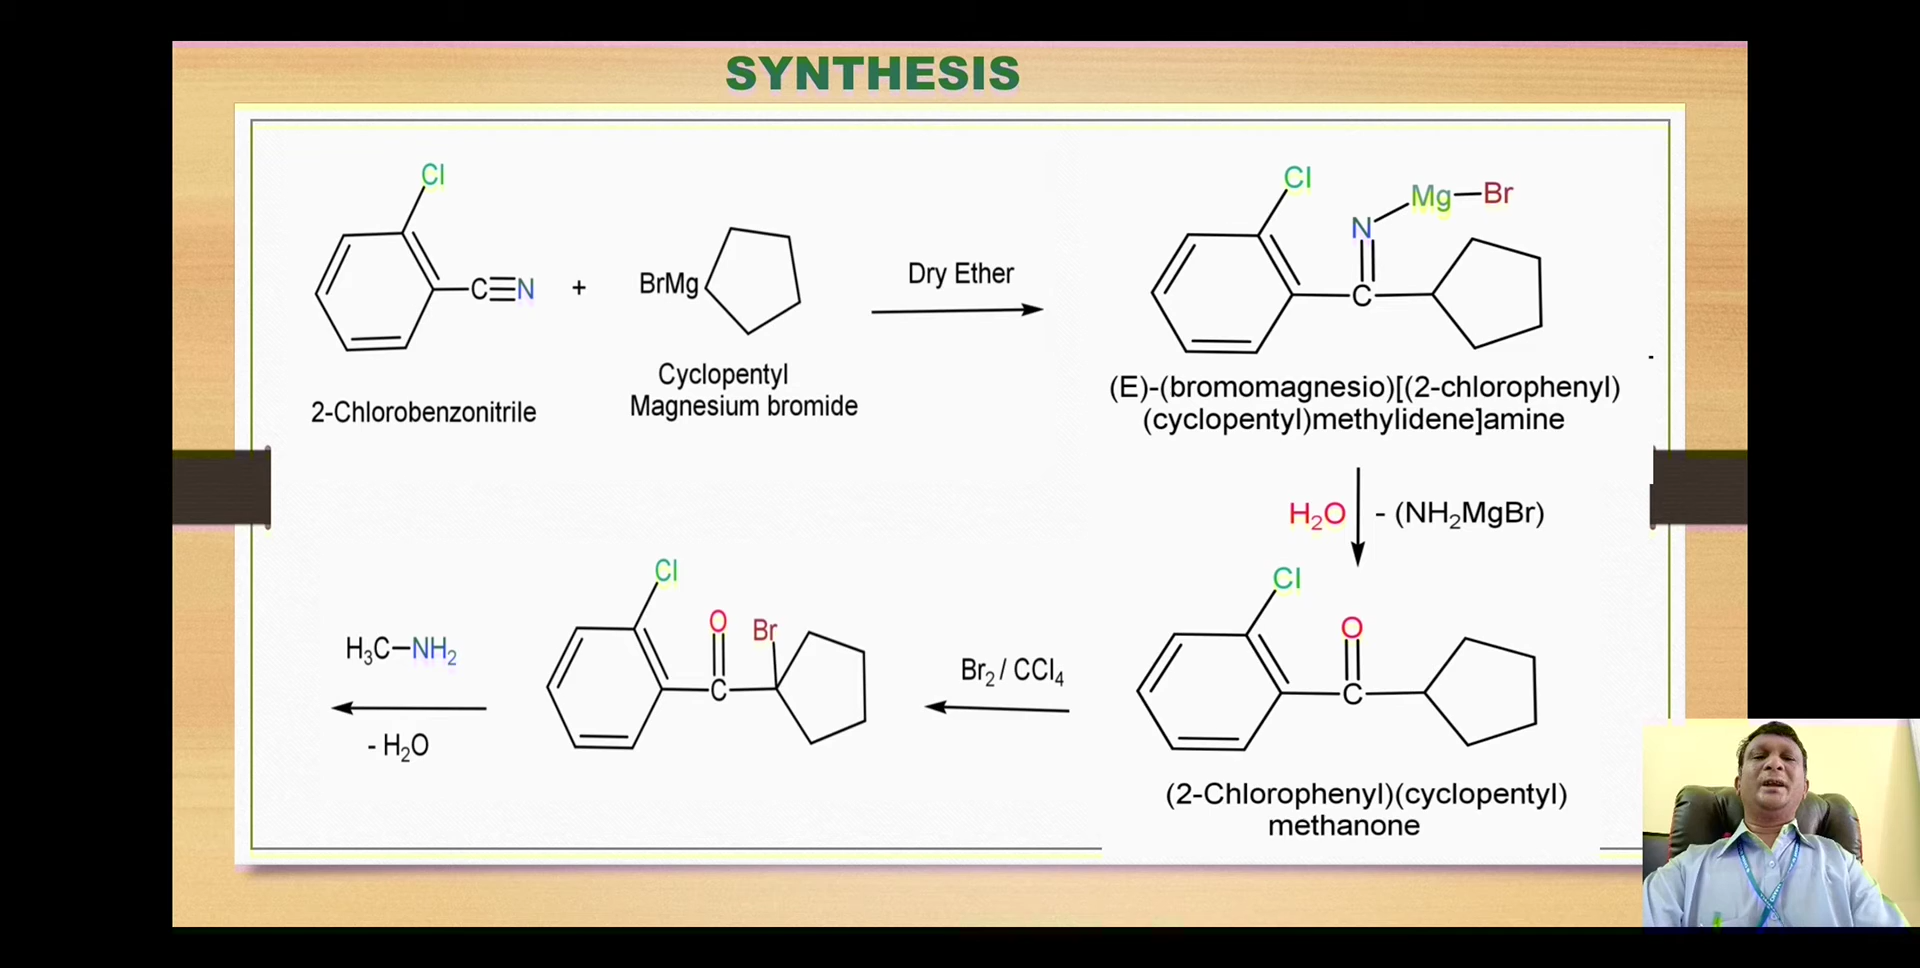 SYNTHESIS
Cl
C≡N
+
BrMg
Dry Ether
Cl
N
Mg—Br
C
2-Chlorobenzonitrile
Cyclopentyl
Magnesium bromide
(E)-(bromomagnesio)[(2-chlorophenyl)
(cyclopentyl)methylidene]amine
H₂O
- (NH₂MgBr)
H₃C—NH₂
- H₂O
Cl
O
Br
C
Br₂ / CCl₄
Cl
O
C
(2-Chlorophenyl)(cyclopentyl)
methanone